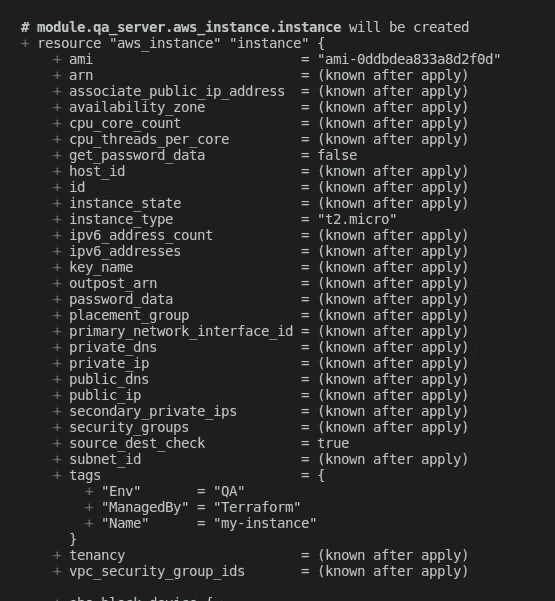 # module.qa_server.aws_instance.instance will be created
+ resource "aws_instance" "instance" {
    + ami                          = "ami-0ddbdea833a8d2f0d"
    + arn                          = (known after apply)
    + associate_public_ip_address  = (known after apply)
    + availability_zone            = (known after apply)
    + cpu_core_count               = (known after apply)
    + cpu_threads_per_core         = (known after apply)
    + get_password_data            = false
    + host_id                      = (known after apply)
    + id                           = (known after apply)
    + instance_state               = (known after apply)
    + instance_type                = "t2.micro"
    + ipv6_address_count           = (known after apply)
    + ipv6_addresses               = (known after apply)
    + key_name                     = (known after apply)
    + outpost_arn                  = (known after apply)
    + password_data                = (known after apply)
    + placement_group              = (known after apply)
    + primary_network_interface_id = (known after apply)
    + private_dns                  = (known after apply)
    + private_ip                   = (known after apply)
    + public_dns                   = (known after apply)
    + public_ip                    = (known after apply)
    + secondary_private_ips        = (known after apply)
    + security_groups              = (known after apply)
    + source_dest_check            = true
    + subnet_id                    = (known after apply)
    + tags                         = {
        + "Env"       = "QA"
        + "ManagedBy" = "Terraform"
        + "Name"      = "my-instance"
      }
    + tenancy                      = (known after apply)
    + vpc_security_group_ids       = (known after apply)
    + ebs_block_device {